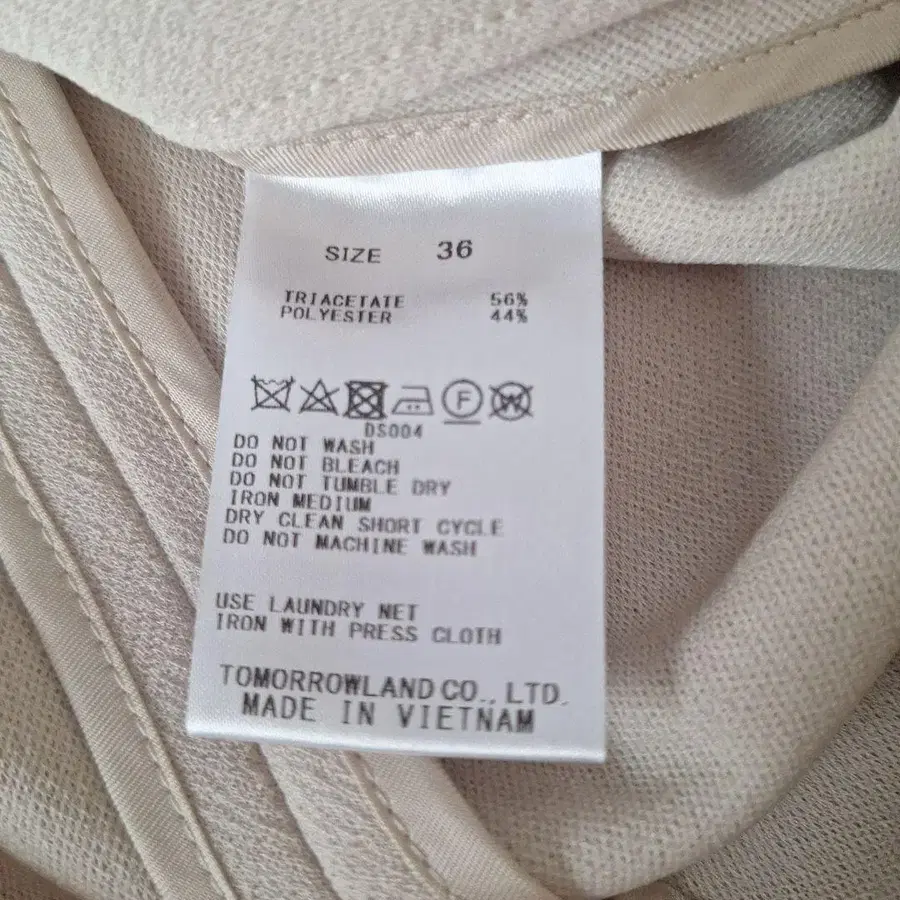 SIZE 36
TRIACETATE 56%
POLYESTER 44%
F W
DS004
DO NOT WASH
DO NOT BLEACH
DO NOT TUMBLE DRY
IRON MEDIUM
DRY CLEAN SHORT CYCLE
DO NOT MACHINE WASH
USE LAUNDRY NET
IRON WITH PRESS CLOTH
TOMORROWLAND CO., LTD.
MADE IN VIETNAM